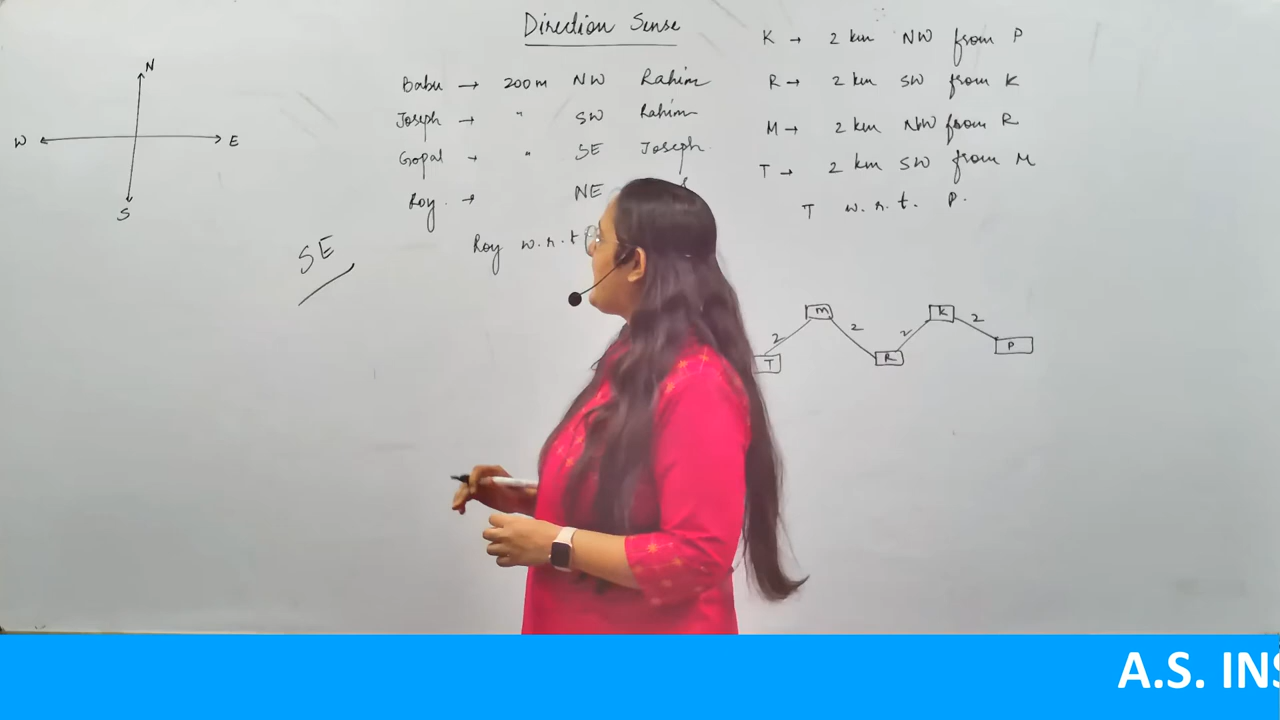 Direction Sense
N
W
E
S
Babu → 200m NW Rahim
Joseph → " SW Rahim
Gopal → " SE Joseph
Roy. → NE
Roy w.r.t
SE
K → 2 km NW from P
R → 2 km SW from K
M → 2 km NW from R
T → 2 km SW from M
T w.r.t. P.
M
K
2
2
2
2
T
R
P
A.S. INS